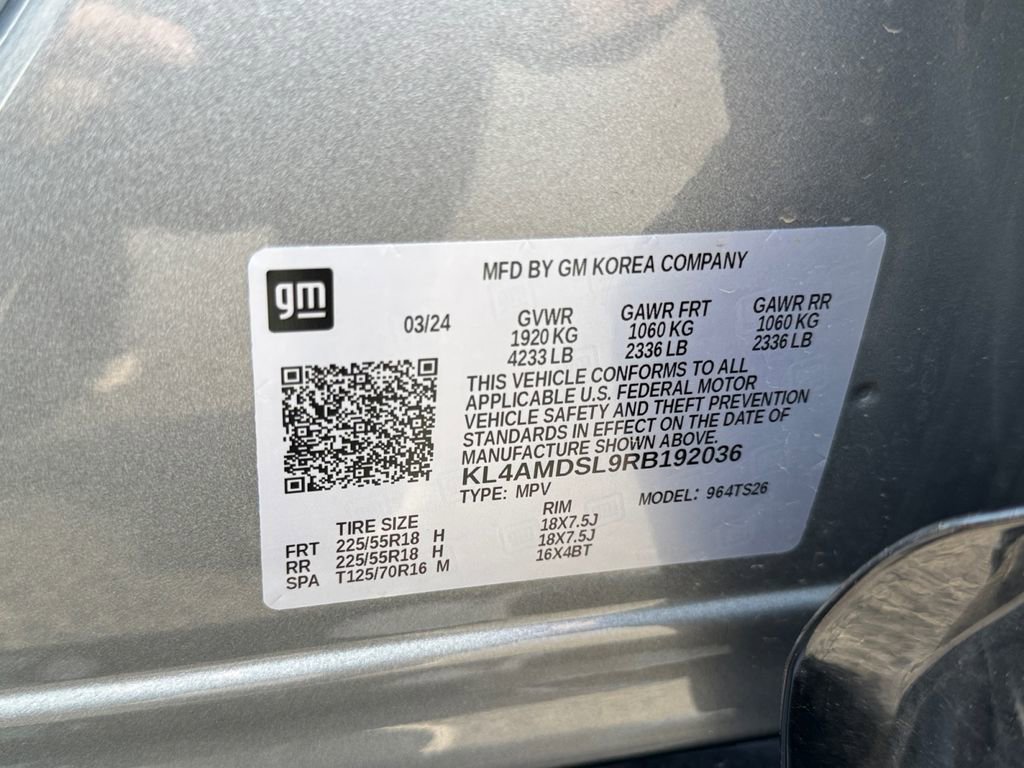 MFD BY GM KOREA COMPANY
gm
03/24
GVWR GAWR FRT GAWR RR
1920 KG 1060 KG 1060 KG
4233 LB 2336 LB 2336 LB
THIS VEHICLE CONFORMS TO ALL
APPLICABLE U.S. FEDERAL MOTOR
VEHICLE SAFETY AND THEFT PREVENTION
STANDARDS IN EFFECT ON THE DATE OF
MANUFACTURE SHOWN ABOVE.
KL4AMDSL9RB192036
TYPE: MPV MODEL: 964TS26
TIRE SIZE RIM
FRT 225/55R18 H 18X7.5J
RR 225/55R18 H 18X7.5J
SPA T125/70R16 M 16X4BT